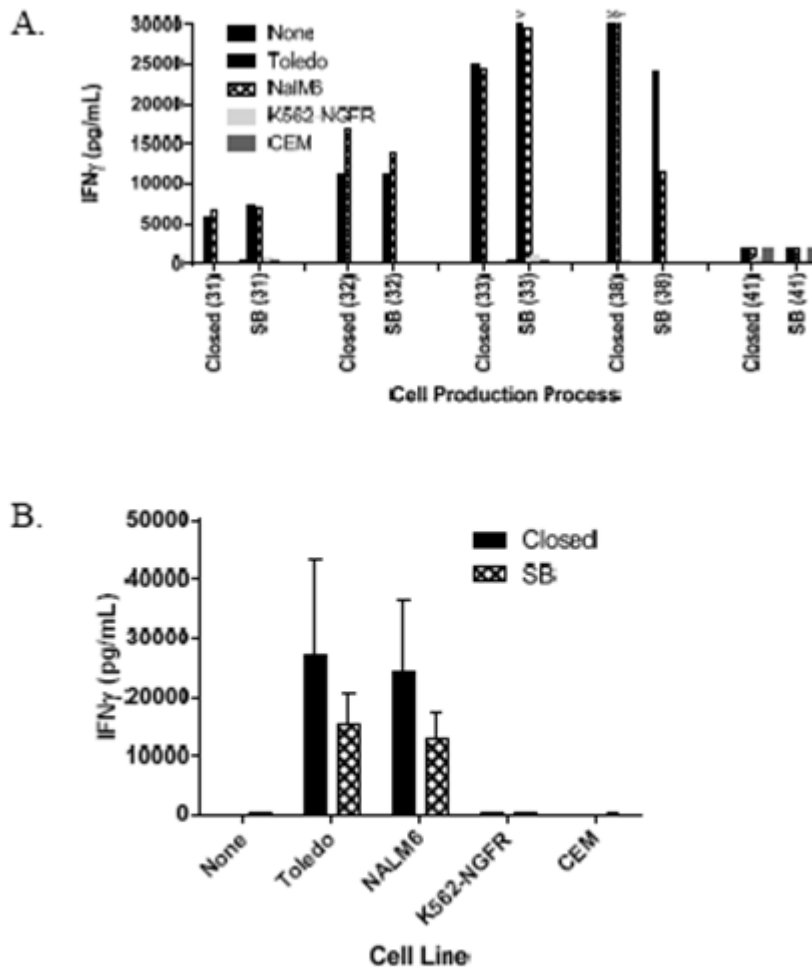 A.
IFNγ (pg/mL)
30000
25000
20000
15000
10000
5000
0
None
Toledo
NalM6
K562-NGFR
CEM
Closed (31)
SB (31)
Closed (32)
SB (32)
Closed (33)
SB (33)
Closed (38)
SB (38)
Closed (41)
SB (41)
Cell Production Process
B.
IFNγ (pg/mL)
50000
40000
30000
20000
10000
0
Closed
SB
None
Toledo
NALM6
K562-NGFR
CEM
Cell Line